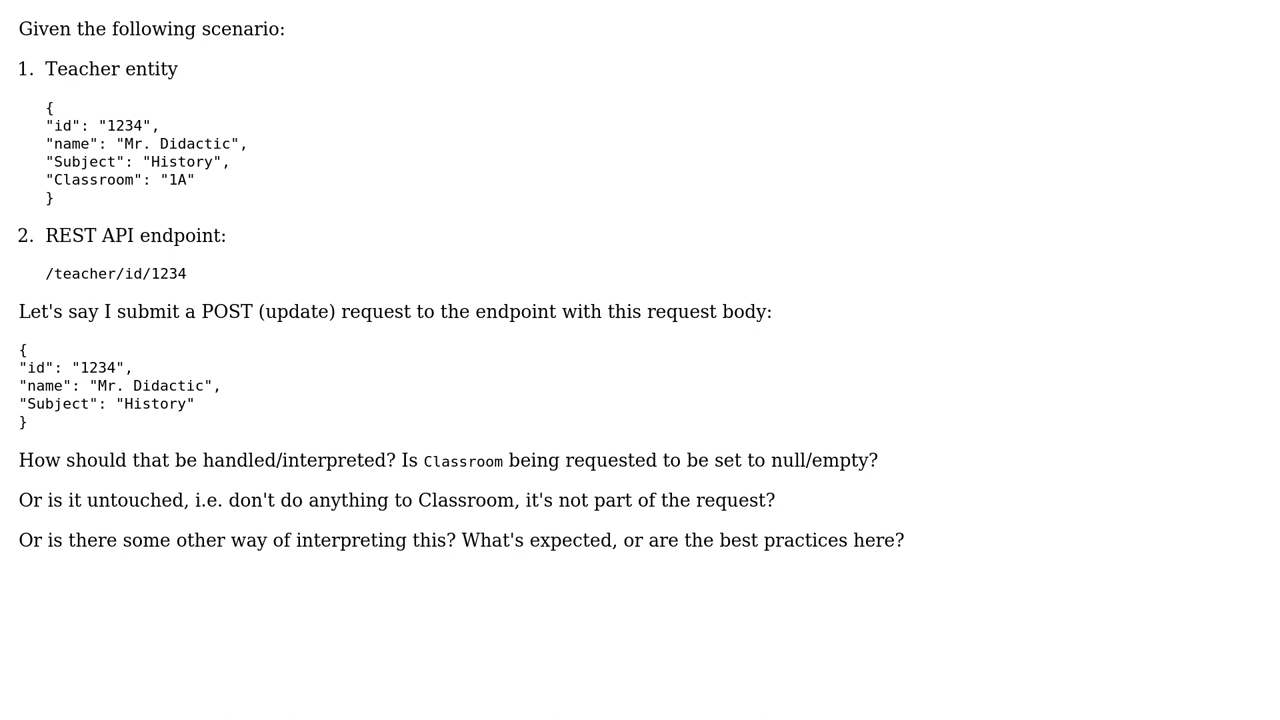 Given the following scenario:
1. Teacher entity
{
"id": "1234",
"name": "Mr. Didactic",
"Subject": "History",
"Classroom": "1A"
}
2. REST API endpoint:
/teacher/id/1234
Let's say I submit a POST (update) request to the endpoint with this request body:
{
"id": "1234",
"name": "Mr. Didactic",
"Subject": "History"
}
How should that be handled/interpreted? Is Classroom being requested to be set to null/empty?
Or is it untouched, i.e. don't do anything to Classroom, it's not part of the request?
Or is there some other way of interpreting this? What's expected, or are the best practices here?